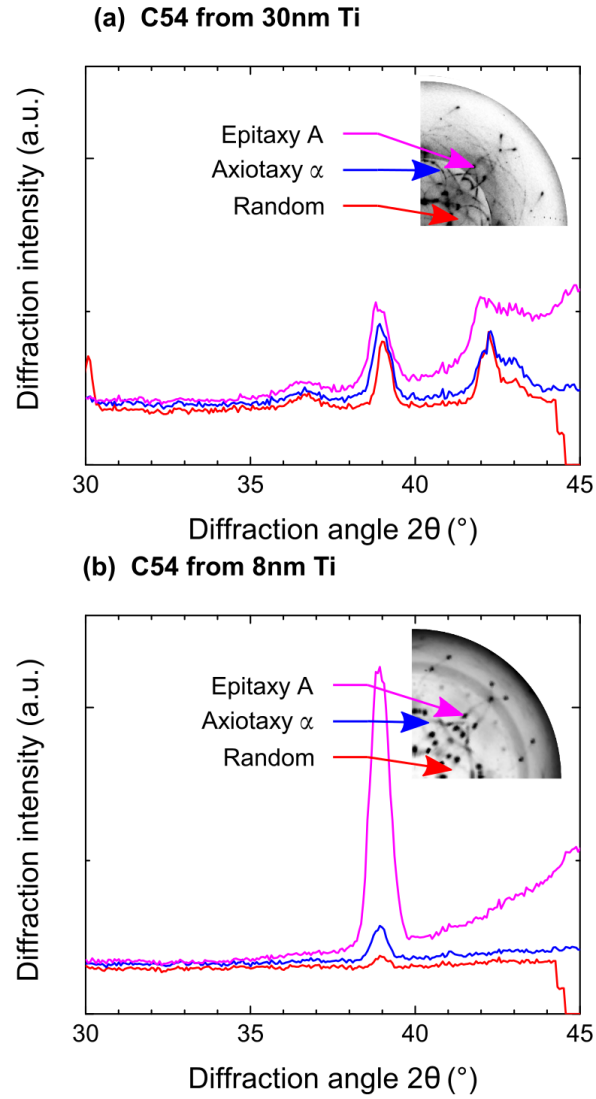 (a) C54 from 30nm Ti
Diffraction intensity (a.u.)
Epitaxy A
Axiotaxy α
Random
30 35 40 45
Diffraction angle 2θ (°)
(b) C54 from 8nm Ti
Diffraction intensity (a.u.)
Epitaxy A
Axiotaxy α
Random
30 35 40 45
Diffraction angle 2θ (°)